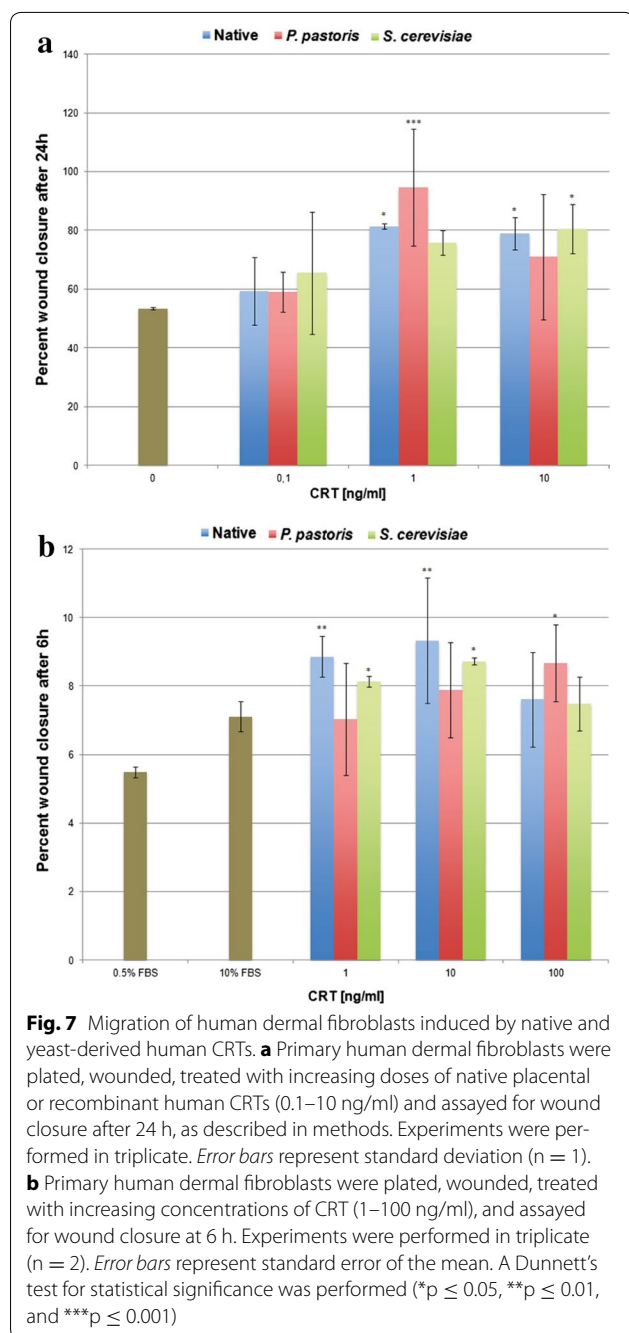 a
Native P. pastoris S. cerevisiae
Percent wound closure after 24h
140
120
100
80
60
40
20
0
***
*
*
*
0 0,1 1 10
CRT [ng/ml]
b
Native P. pastoris S. cerevisiae
Percent wound closure after 6h
12
10
8
6
4
2
0
**
*
**
*
*
0.5% FBS 10% FBS 1 10 100
CRT [ng/ml]
Fig. 7 Migration of human dermal fibroblasts induced by native and
yeast-derived human CRTs. a Primary human dermal fibroblasts were
plated, wounded, treated with increasing doses of native placental
or recombinant human CRTs (0.1–10 ng/ml) and assayed for wound
closure after 24 h, as described in methods. Experiments were per-
formed in triplicate. Error bars represent standard deviation (n = 1).
b Primary human dermal fibroblasts were plated, wounded, treated
with increasing concentrations of CRT (1–100 ng/ml), and assayed
for wound closure at 6 h. Experiments were performed in triplicate
(n = 2). Error bars represent standard error of the mean. A Dunnett's
test for statistical significance was performed (*p ≤ 0.05, **p ≤ 0.01,
and ***p ≤ 0.001)